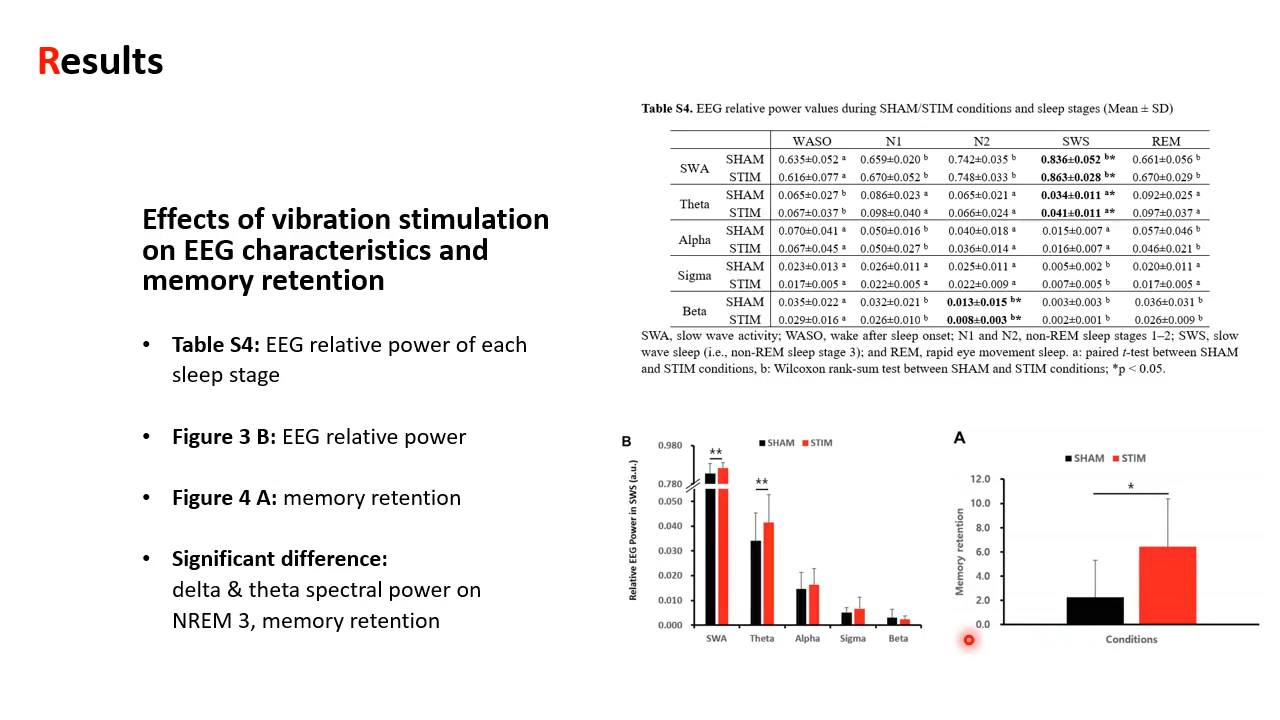 Results
Effects of vibration stimulation
on EEG characteristics and
memory retention
• Table S4: EEG relative power of each
sleep stage
• Figure 3 B: EEG relative power
• Figure 4 A: memory retention
• Significant difference:
delta & theta spectral power on
NREM 3, memory retention
Table S4. EEG relative power values during SHAM/STIM conditions and sleep stages (Mean ± SD)
WASO N1 N2 SWS REM
SWA SHAM 0.635±0.052 a 0.659±0.020 b 0.742±0.035 b 0.836±0.052 b* 0.661±0.056 b
STIM 0.616±0.077 a 0.670±0.052 b 0.748±0.033 b 0.863±0.028 b* 0.670±0.029 b
Theta SHAM 0.065±0.027 b 0.086±0.023 a 0.065±0.021 a 0.034±0.011 a* 0.092±0.025 a
STIM 0.067±0.037 b 0.098±0.040 a 0.066±0.024 a 0.041±0.011 a* 0.097±0.037 a
Alpha SHAM 0.070±0.041 a 0.050±0.016 b 0.040±0.018 a 0.015±0.007 a 0.057±0.046 b
STIM 0.067±0.045 a 0.050±0.027 b 0.036±0.014 a 0.016±0.007 a 0.046±0.021 b
Sigma SHAM 0.023±0.013 a 0.026±0.011 a 0.025±0.011 a 0.005±0.002 b 0.020±0.011 a
STIM 0.017±0.005 a 0.022±0.005 a 0.022±0.009 a 0.007±0.005 b 0.017±0.005 a
Beta SHAM 0.035±0.022 a 0.032±0.021 b 0.013±0.015 b* 0.003±0.003 b 0.036±0.031 b
STIM 0.029±0.016 a 0.026±0.010 b 0.008±0.003 b* 0.002±0.001 b 0.026±0.009 b
SWA, slow wave activity; WASO, wake after sleep onset; N1 and N2, non-REM sleep stages 1–2; SWS, slow
wave sleep (i.e., non-REM sleep stage 3); and REM, rapid eye movement sleep. a: paired t-test between SHAM
and STIM conditions, b: Wilcoxon rank-sum test between SHAM and STIM conditions; *p < 0.05.
B
SHAM STIM
Relative EEG Power in SWS (a.u.)
0.980
0.780
0.050
0.040
0.030
0.020
0.010
0.000
**
**
SWA Theta Alpha Sigma Beta
A
SHAM STIM
Memory retention
12.0
10.0
8.0
6.0
4.0
2.0
0.0
*
Conditions